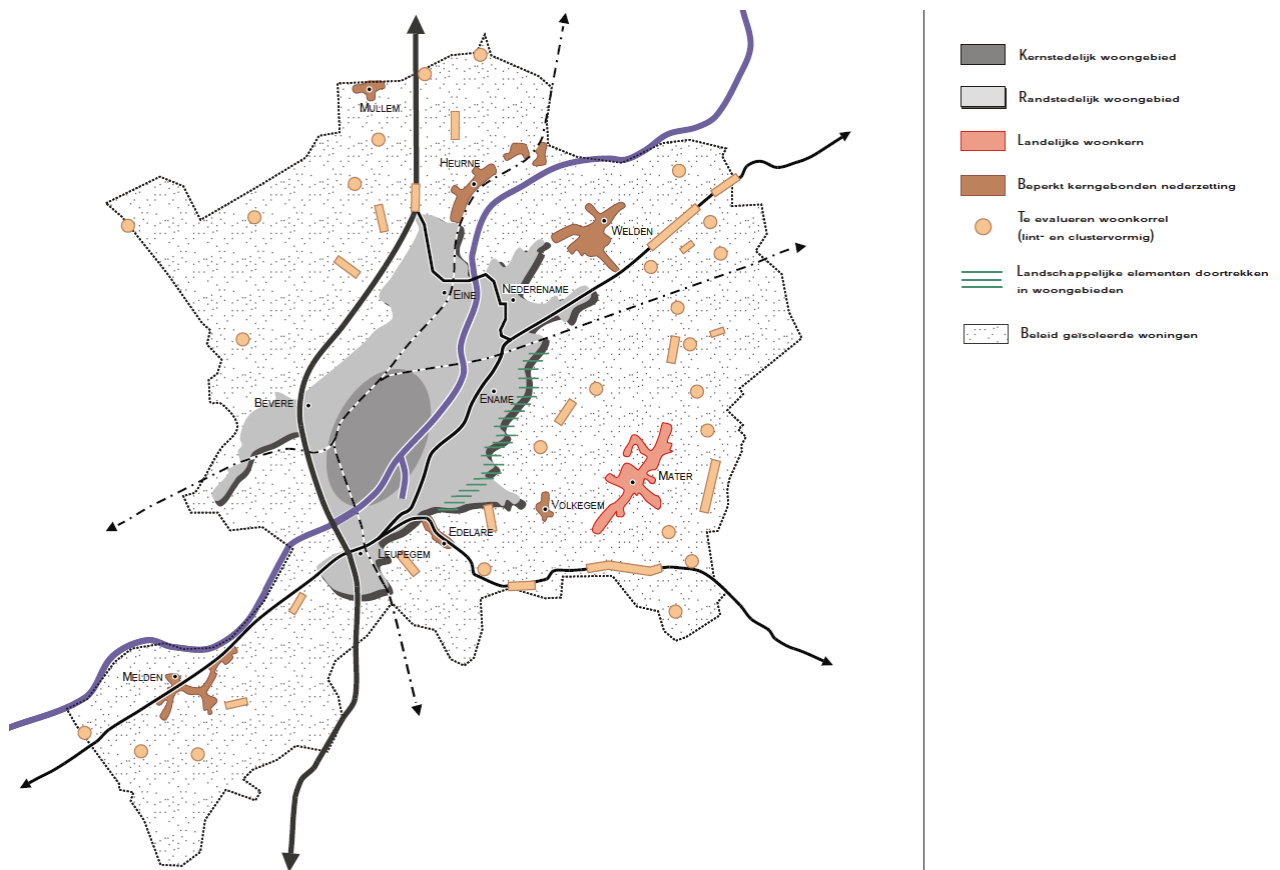 Mullem
Heurne
Welden
Eine
Nederename
Bevere
Ename
Mater
Volkegem
Edelare
Leupegem
Melden
Kernstedelijk woongebied
Randstedelijk woongebied
Landelijke woonkern
Beperkt kerngebonden nederzetting
Te evalueren woonkorrel
(lint- en clustervormig)
Landschappelijke elementen doortrekken
in woongebieden
Beleid geïsoleerde woningen